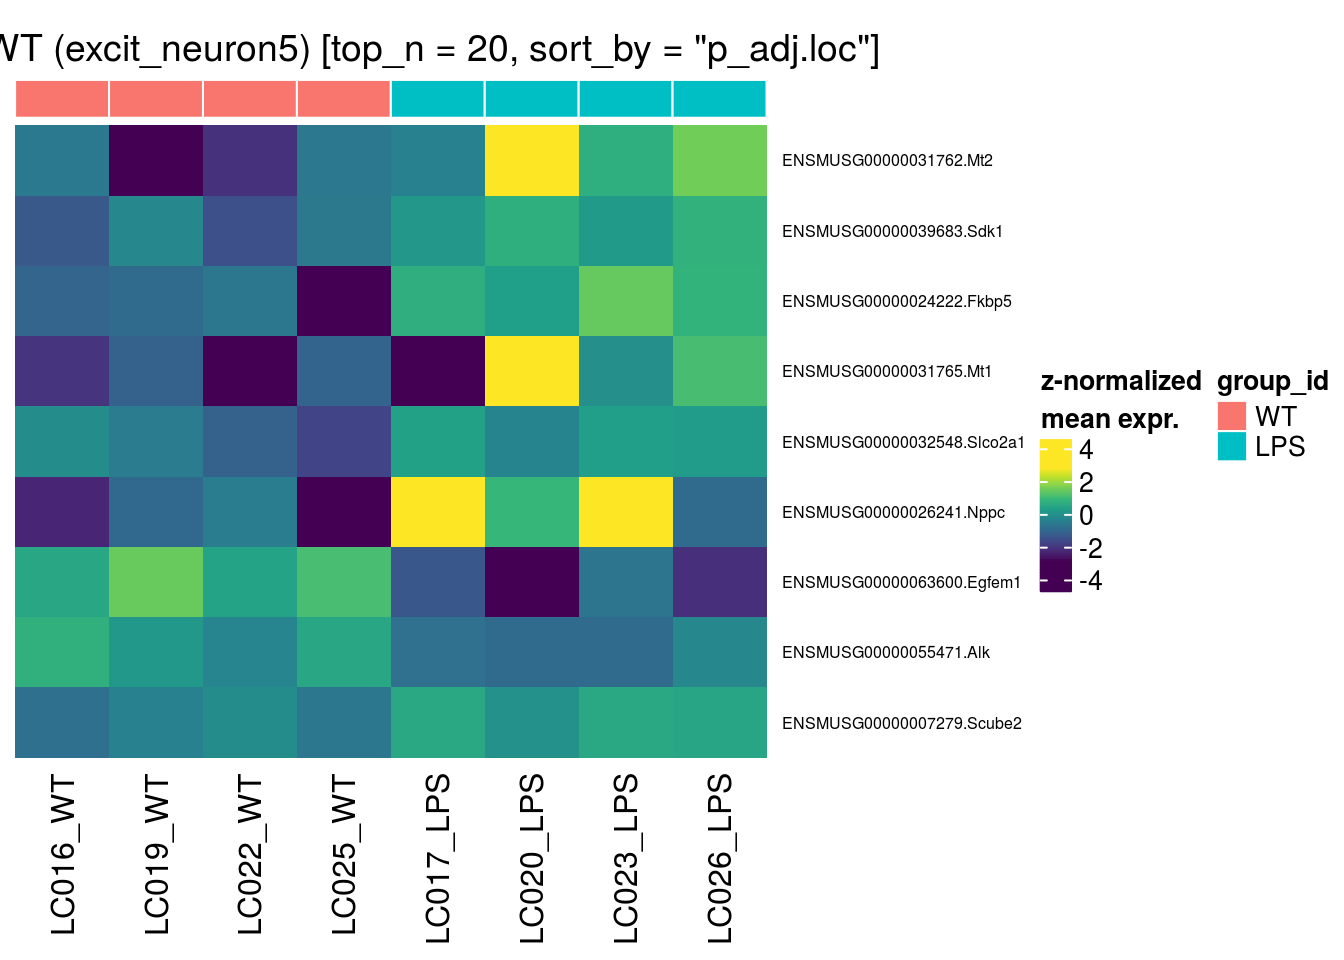 WT (excit_neuron5) [top_n = 20, sort_by = "p_adj.loc"]
ENSMUSG00000031762.Mt2
ENSMUSG00000039683.Sdk1
ENSMUSG00000024222.Fkbp5
ENSMUSG00000031765.Mt1
ENSMUSG00000032548.Slco2a1
ENSMUSG00000026241.Nppc
ENSMUSG00000063600.Egfem1
ENSMUSG00000055471.Alk
ENSMUSG00000007279.Scube2
z-normalized
mean expr.
4
2
0
-2
-4
group_id
WT
LPS
LC016_WT
LC019_WT
LC022_WT
LC025_WT
LC017_LPS
LC020_LPS
LC023_LPS
LC026_LPS